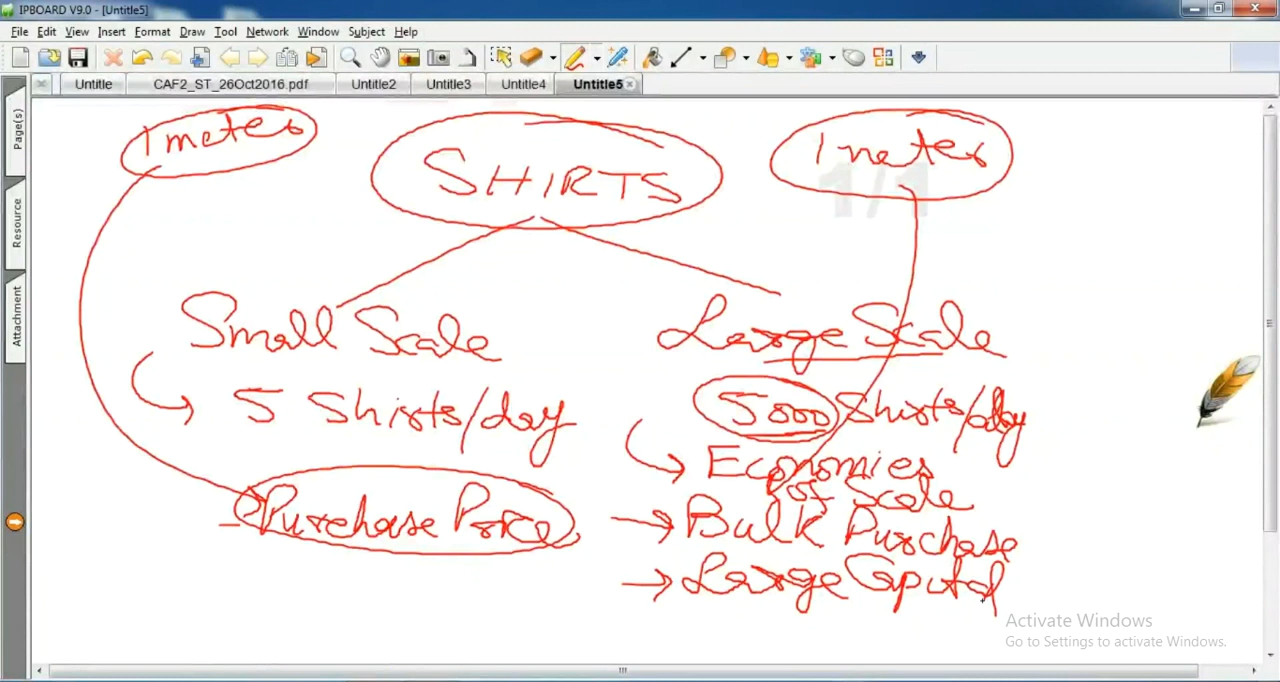 IPBOARD V9.0 - [Untitle5]
File Edit View Insert Format Draw Tool Network Window Subject Help
Untitle CAF2_ST_26Oct2016.pdf Untitle2 Untitle3 Untitle4 Untitle5
Page(s)
Resource
Attachment
1 meter
SHIRTS
1 meter
1/1
Small Scale
Large Scale
5 Shirts/day
5000 Shirts/day
Economies
of Scale
Purchase Price
Bulk Purchase
Large Capital
Activate Windows
Go to Settings to activate Windows.